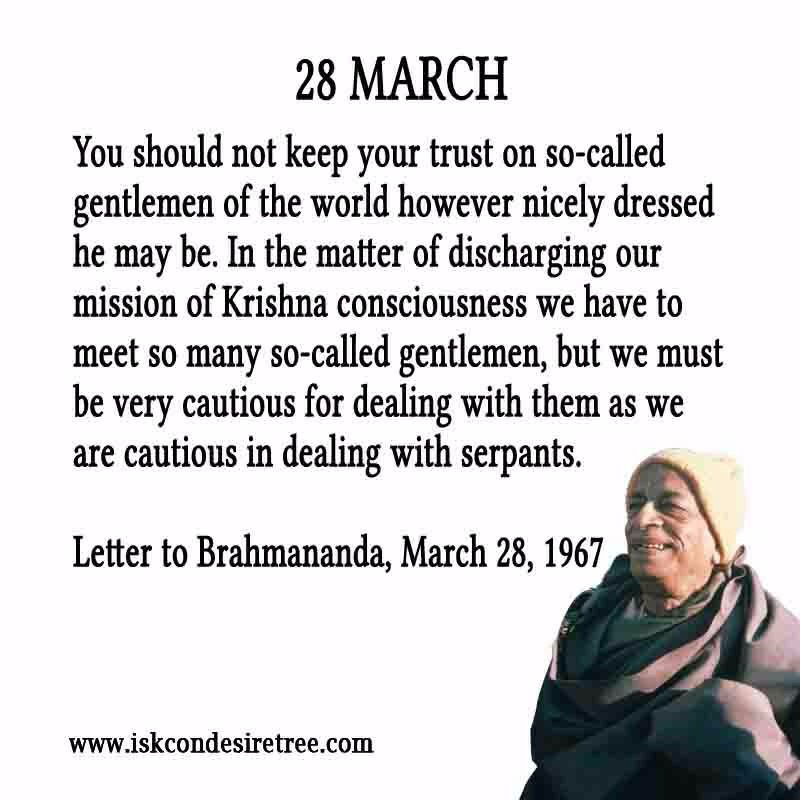 28 MARCH
You should not keep your trust on so-called
gentlemen of the world however nicely dressed
he may be. In the matter of discharging our
mission of Krishna consciousness we have to
meet so many so-called gentlemen, but we must
be very cautious for dealing with them as we
are cautious in dealing with serpants.
Letter to Brahmananda, March 28, 1967
www.iskcondesiretree.com